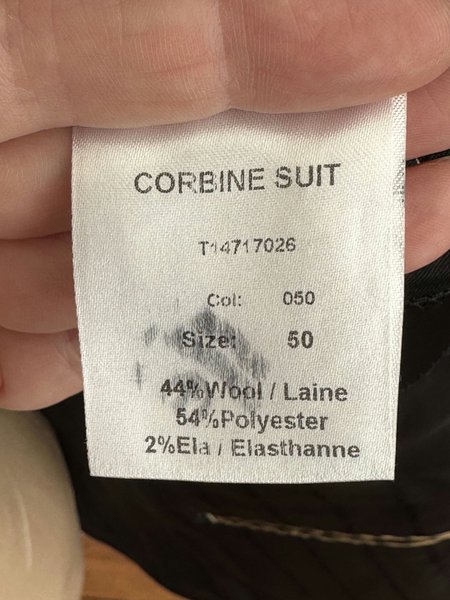 CORBINE SUIT
T14717026
Col: 050
Size: 50
44%Wool / Laine
54%Polyester
2%Ela / Elasthanne